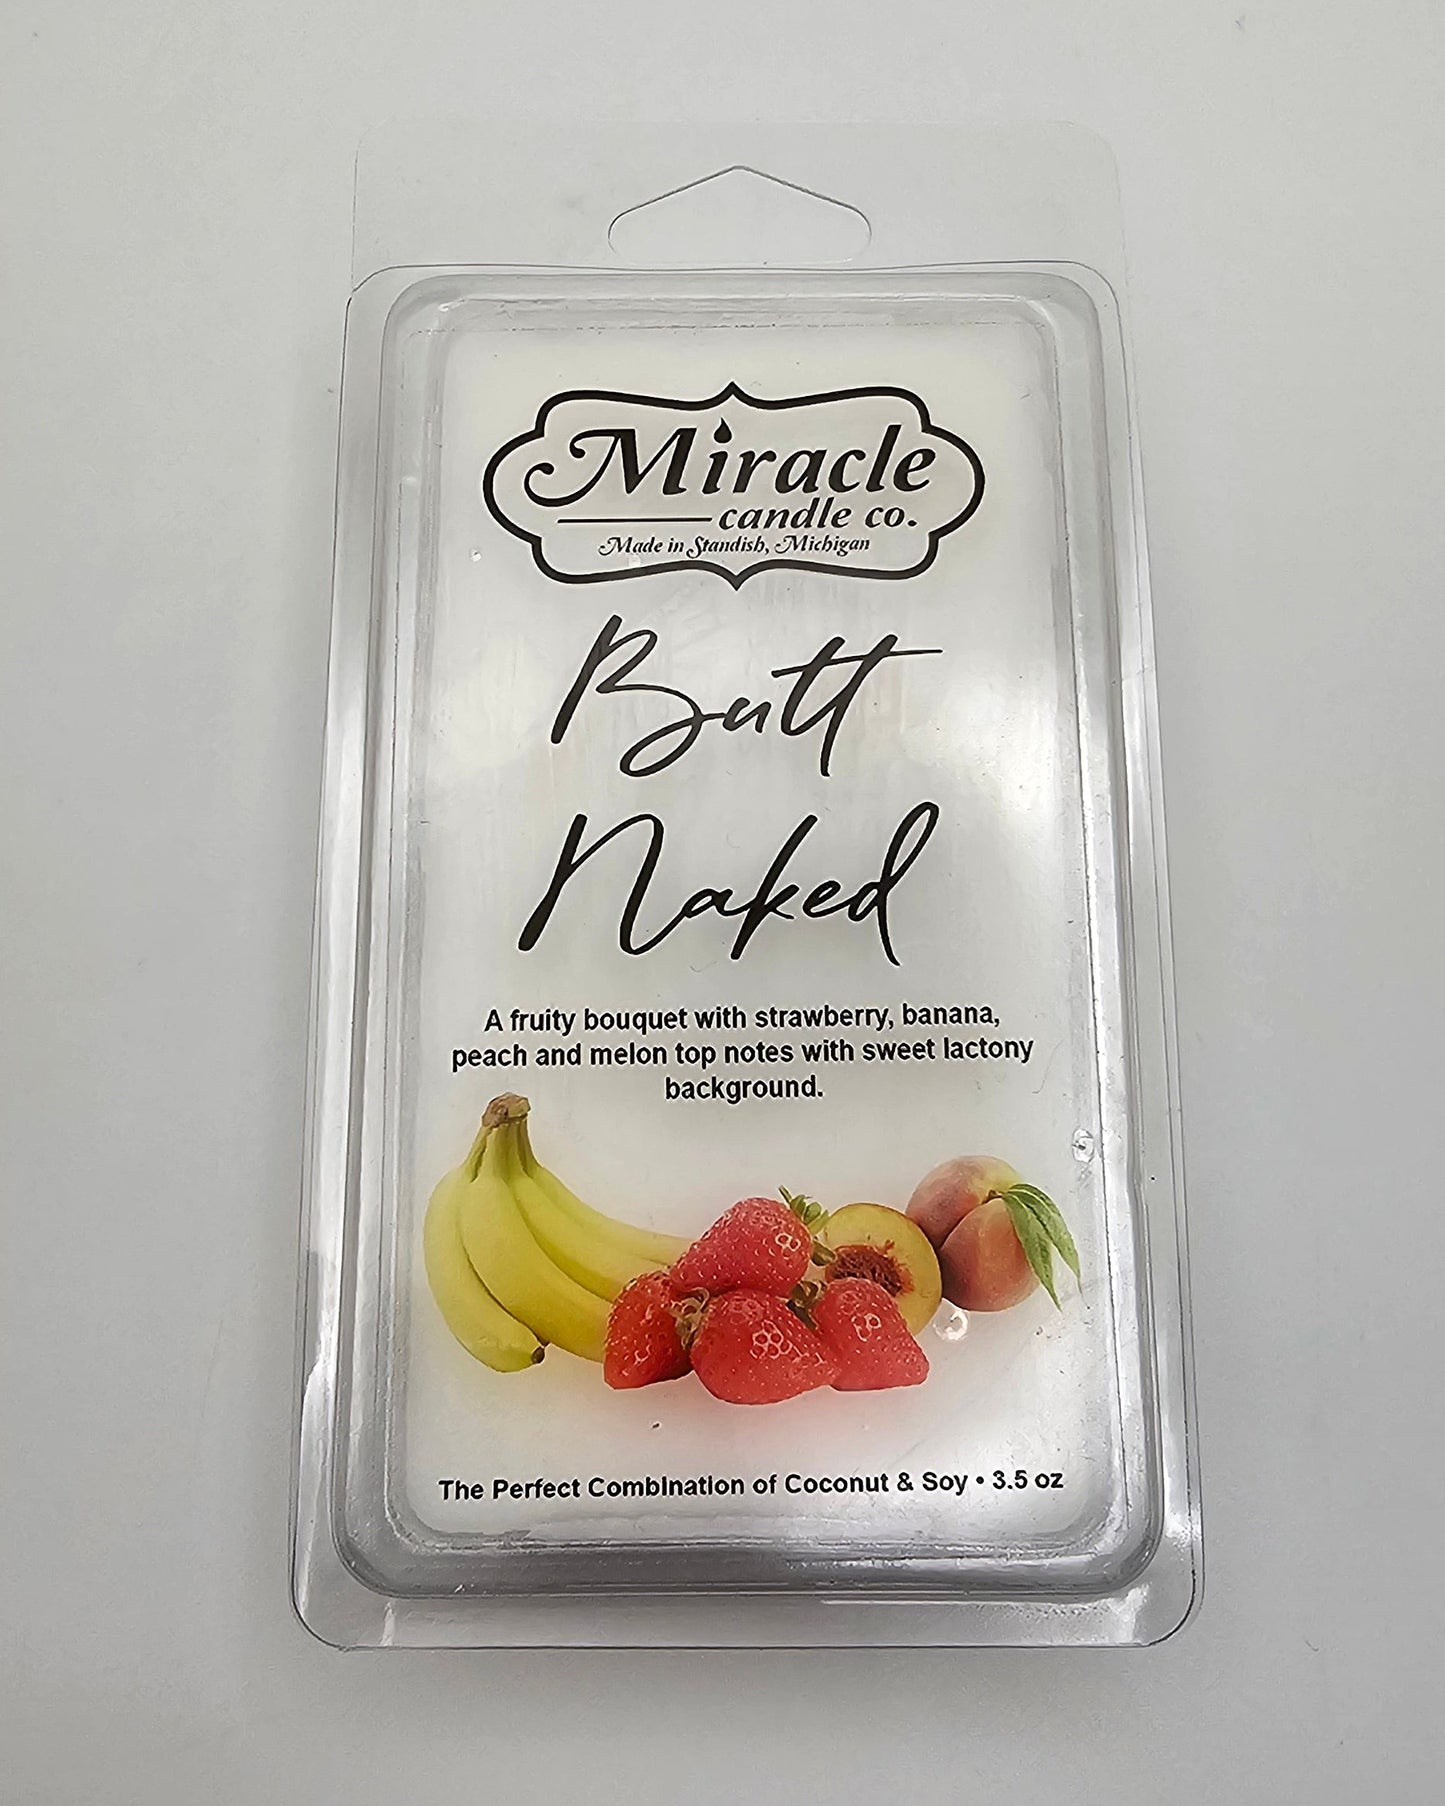 Miracle
candle co.
Made in Standish, Michigan
Butt
Naked
A fruity bouquet with strawberry, banana,
peach and melon top notes with sweet lactony
background.
The Perfect Combination of Coconut & Soy • 3.5 oz